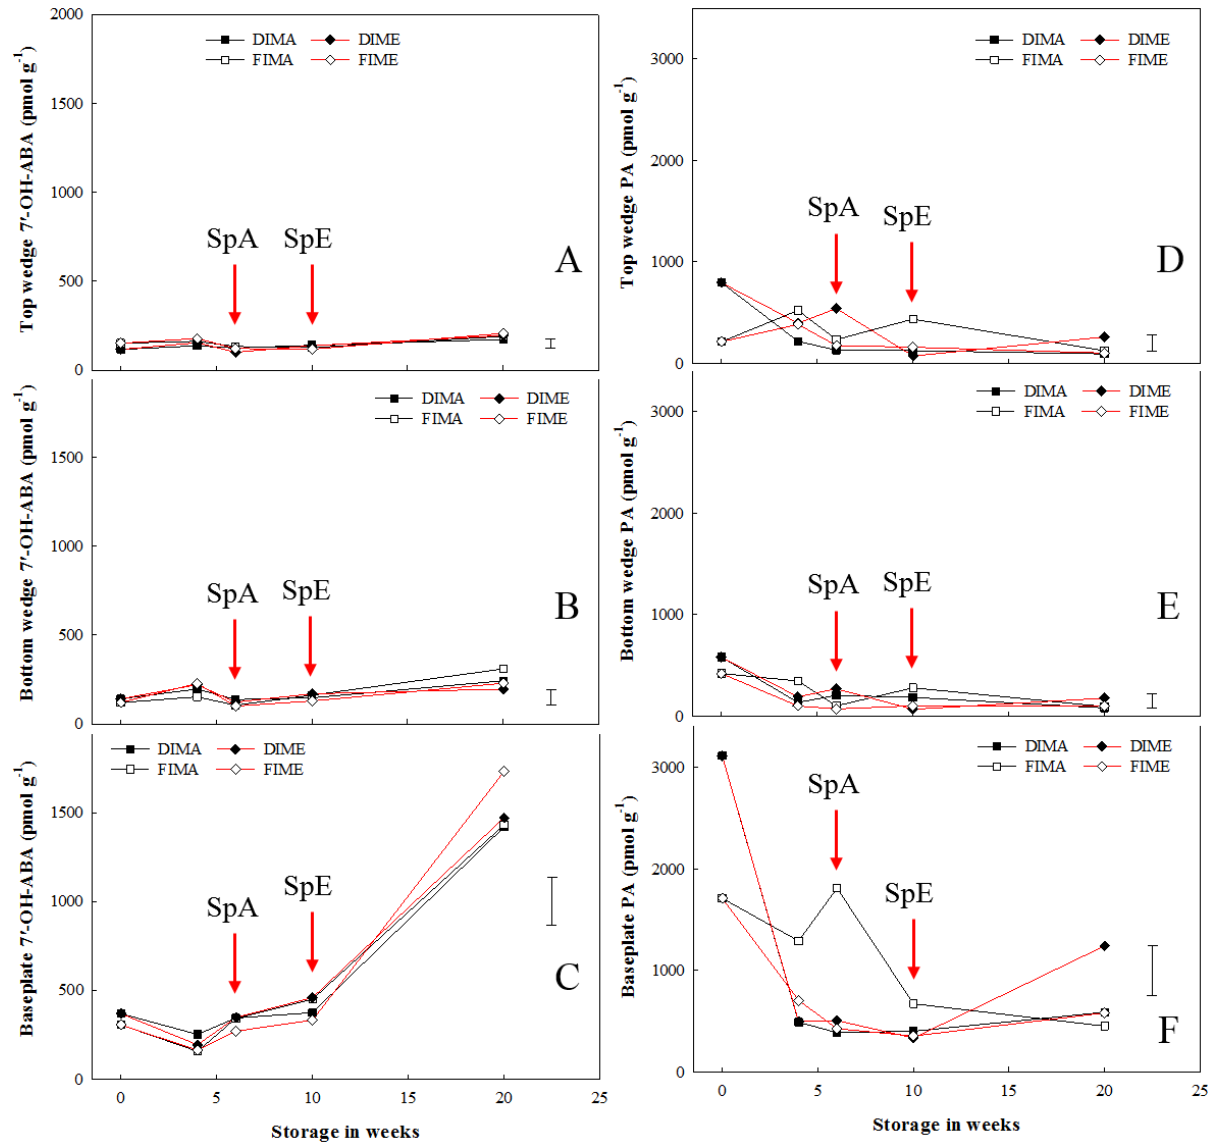 Top wedge 7'-OH-ABA (pmol g-1)
2000
1500
1000
500
0
DIMA
DIME
FIMA
FIME
SpA
SpE
A
Bottom wedge 7'-OH-ABA (pmol g-1)
1500
1000
500
0
DIMA
DIME
FIMA
FIME
SpA
SpE
B
Baseplate 7'-OH-ABA (pmol g-1)
1500
1000
500
0
DIMA
DIME
FIMA
FIME
SpA
SpE
C
0 5 10 15 20 25
Storage in weeks
Top wedge PA (pmol g-1)
3000
2000
1000
0
DIMA
DIME
FIMA
FIME
SpA
SpE
D
Bottom wedge PA (pmol g-1)
3000
2000
1000
0
DIMA
DIME
FIMA
FIME
SpA
SpE
E
Baseplate PA (pmol g-1)
3000
2000
1000
0
DIMA
DIME
FIMA
FIME
SpA
SpE
F
0 5 10 15 20 25
Storage in weeks